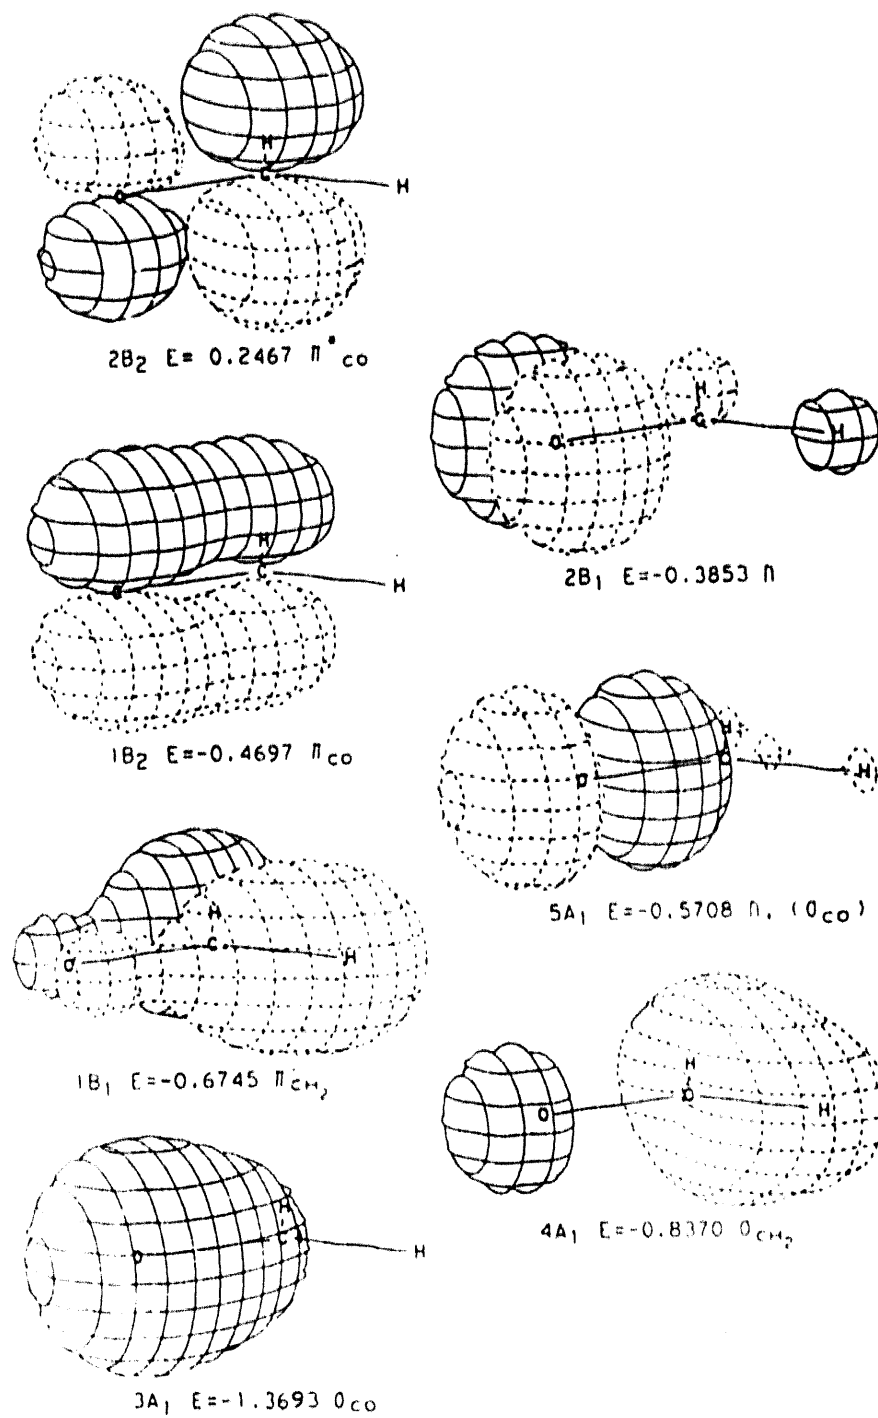 H
C
H
O
2B₂ E= 0.2467 Π*CO
H
C
H
O
2B₁ E=-0.3853 n
H
C
H
O
1B₂ E=-0.4697 ΠCO
H
O
H
O
5A₁ E=-0.5708 n, (σCO)
H
C
H
O
1B₁ E=-0.6745 ΠCH₂
H
O
H
O
4A₁ E=-0.8370 σCH₂
H
C
H
O
3A₁ E=-1.3693 σCO